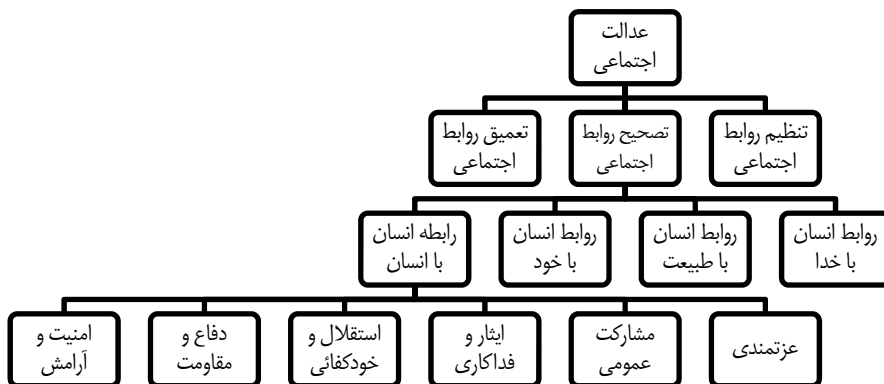 عدالت
اجتماعی
تنظیم روابط
اجتماعی
تصحیح روابط
اجتماعی
تعمیق روابط
اجتماعی
روابط انسان
با خدا
روابط انسان
با طبیعت
روابط انسان
با خود
رابطه انسان
با انسان
عزتمندی
مشارکت
عمومی
ایثار و
فداکاری
استقلال و
خودکفائی
دفاع و
مقاومت
امنیت و
آرامش